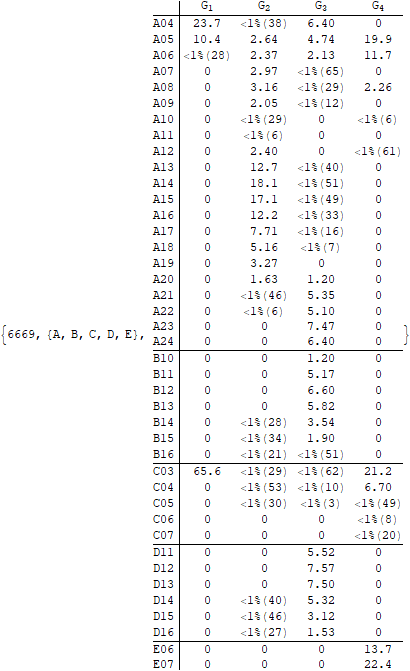 G1 G2 G3 G4
A04 23.7 <1%(38) 6.40 0
A05 10.4 2.64 4.74 19.9
A06 <1%(28) 2.37 2.13 11.7
A07 0 2.97 <1%(65) 0
A08 0 3.16 <1%(29) 2.26
A09 0 2.05 <1%(12) 0
A10 0 <1%(29) 0 <1%(6)
A11 0 <1%(6) 0 0
A12 0 2.40 0 <1%(61)
A13 0 12.7 <1%(40) 0
A14 0 18.1 <1%(51) 0
A15 0 17.1 <1%(49) 0
A16 0 12.2 <1%(33) 0
A17 0 7.71 <1%(16) 0
A18 0 5.16 <1%(7) 0
A19 0 3.27 0 0
A20 0 1.63 1.20 0
A21 0 <1%(46) 5.35 0
A22 0 <1%(6) 5.10 0
A23 0 0 7.47 0
{6669, {A, B, C, D, E}, A24 0 0 6.40 0 }
B10 0 0 1.20 0
B11 0 0 5.17 0
B12 0 0 6.60 0
B13 0 0 5.82 0
B14 0 <1%(28) 3.54 0
B15 0 <1%(34) 1.90 0
B16 0 <1%(21) <1%(51) 0
C03 65.6 <1%(29) <1%(62) 21.2
C04 0 <1%(53) <1%(10) 6.70
C05 0 <1%(30) <1%(3) <1%(49)
C06 0 0 0 <1%(8)
C07 0 0 0 <1%(20)
D11 0 0 5.52 0
D12 0 0 7.57 0
D13 0 0 7.50 0
D14 0 <1%(40) 5.32 0
D15 0 <1%(46) 3.12 0
D16 0 <1%(27) 1.53 0
E06 0 0 0 13.7
E07 0 0 0 22.4